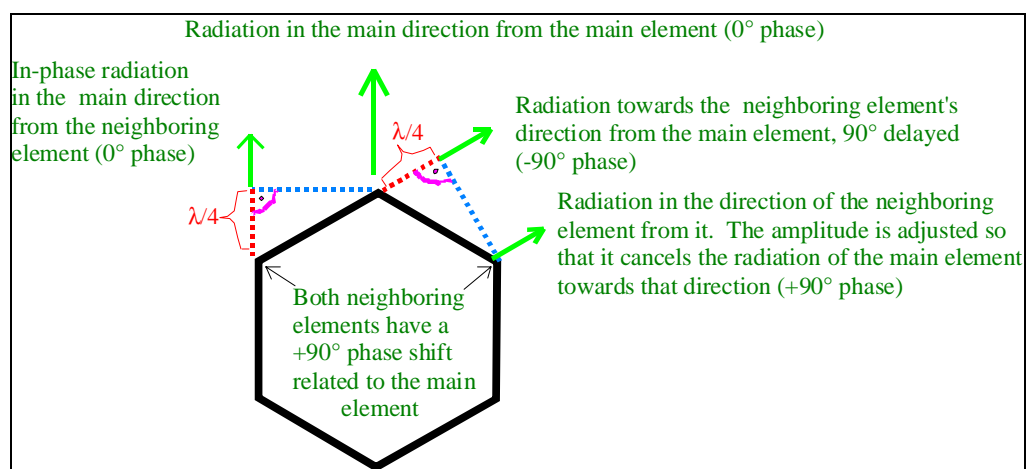 Radiation in the main direction from the main element (0° phase)
In-phase radiation
in the main direction
from the neighboring
element (0° phase)
λ/4
λ/4
Radiation towards the neighboring element's
direction from the main element, 90° delayed
(-90° phase)
Radiation in the direction of the neighboring
element from it. The amplitude is adjusted so
that it cancels the radiation of the main element
towards that direction (+90° phase)
Both neighboring
elements have a
+90° phase shift
related to the main
element